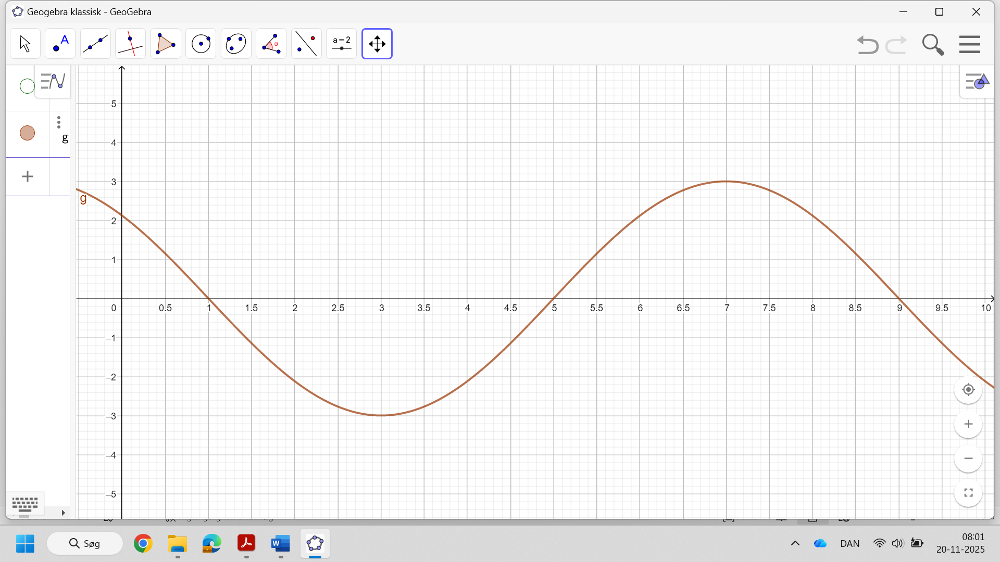 Geogebra klassisk - GeoGebra
A
α
a = 2
g
g
5
4
3
2
1
0
−1
−2
−3
−4
−5
0.5 1 1.5 2 2.5 3 3.5 4 4.5 5 5.5 6 6.5 7 7.5 8 8.5 9 9.5 10
Søg
W
DAN
08:01
20-11-2025